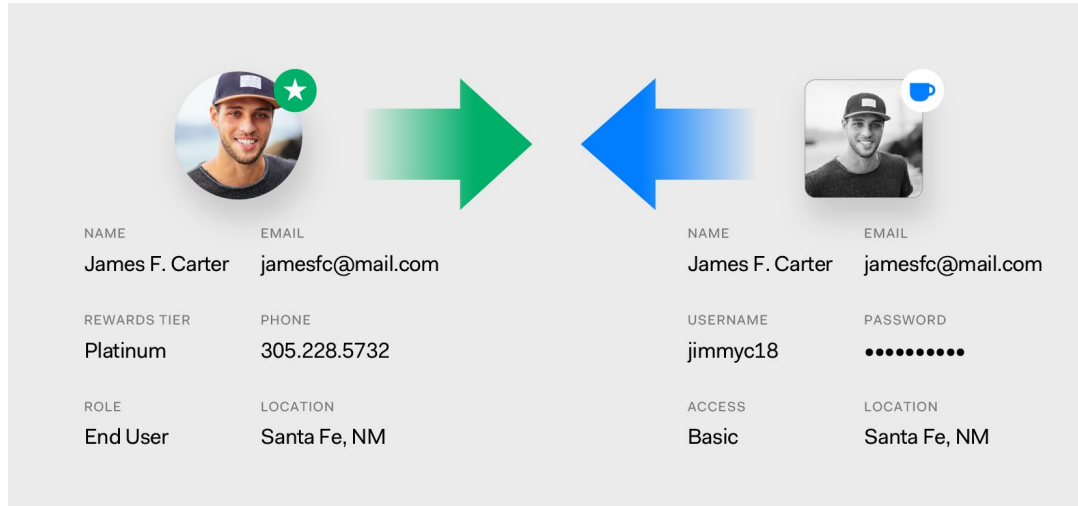 NAME
James F. Carter
EMAIL
jamesfc@mail.com
REWARDS TIER
Platinum
PHONE
305.228.5732
ROLE
End User
LOCATION
Santa Fe, NM
NAME
James F. Carter
EMAIL
jamesfc@mail.com
USERNAME
jimmyc18
PASSWORD
••••••••••
ACCESS
Basic
LOCATION
Santa Fe, NM